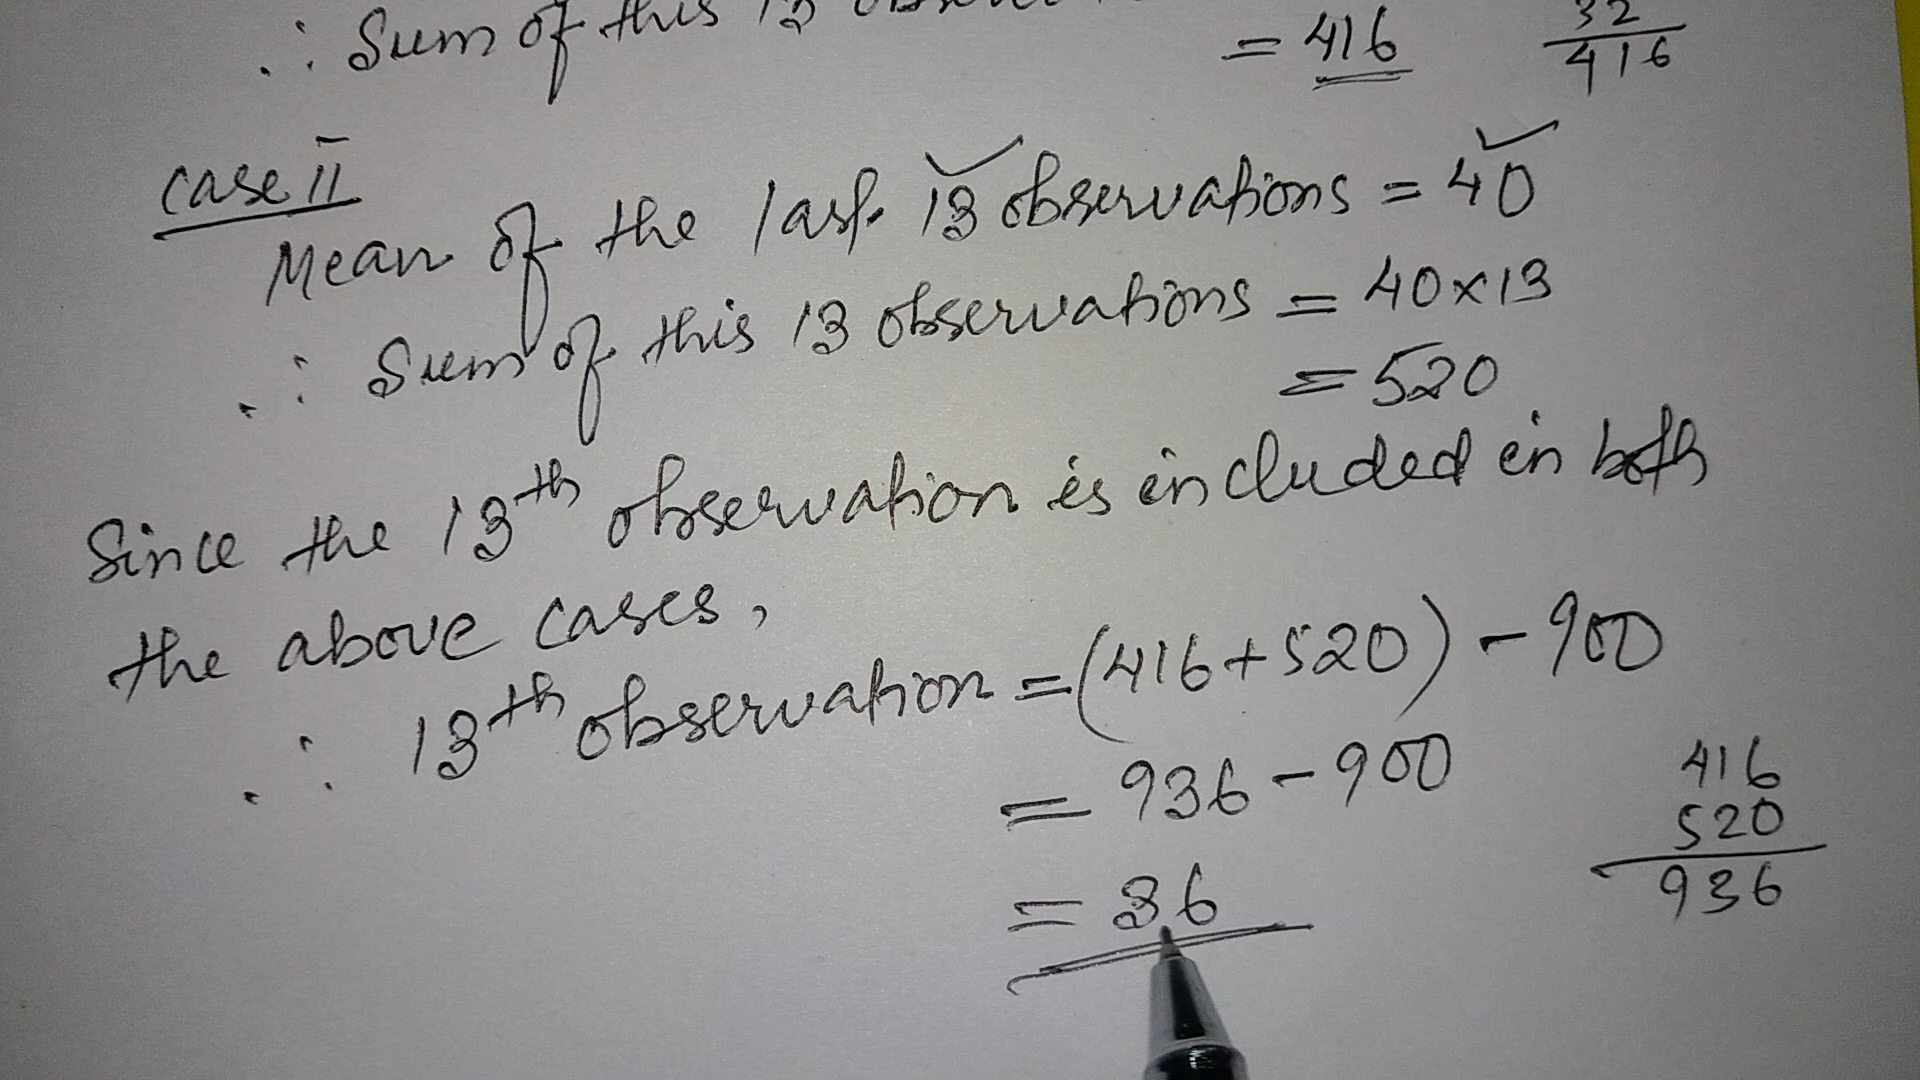 ∴ Sum of this 13
= 416
32
416
Case II
Mean of the last 13 observations = 40
∴ Sum of this 13 observations = 40×13
= 520
Since the 13th observation is included in both
the above cases,
∴ 13th observation = (416+520) - 900
= 936 - 900
= 36
416
520
936